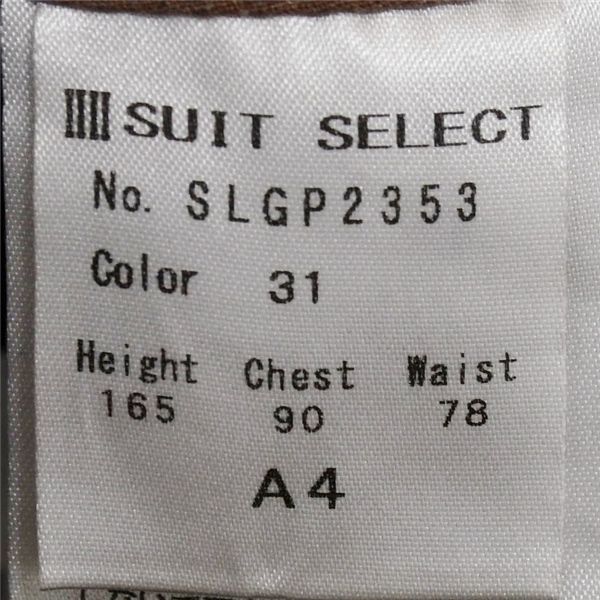 SUIT SELECT
No. SLGP2353
Color 31
Height Chest Waist
165 90 78
A4